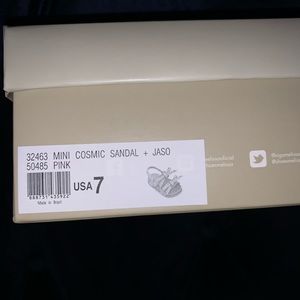 32463 MINI COSMIC SANDAL + JASO
50485 PINK
USA 7
Made in Brazil